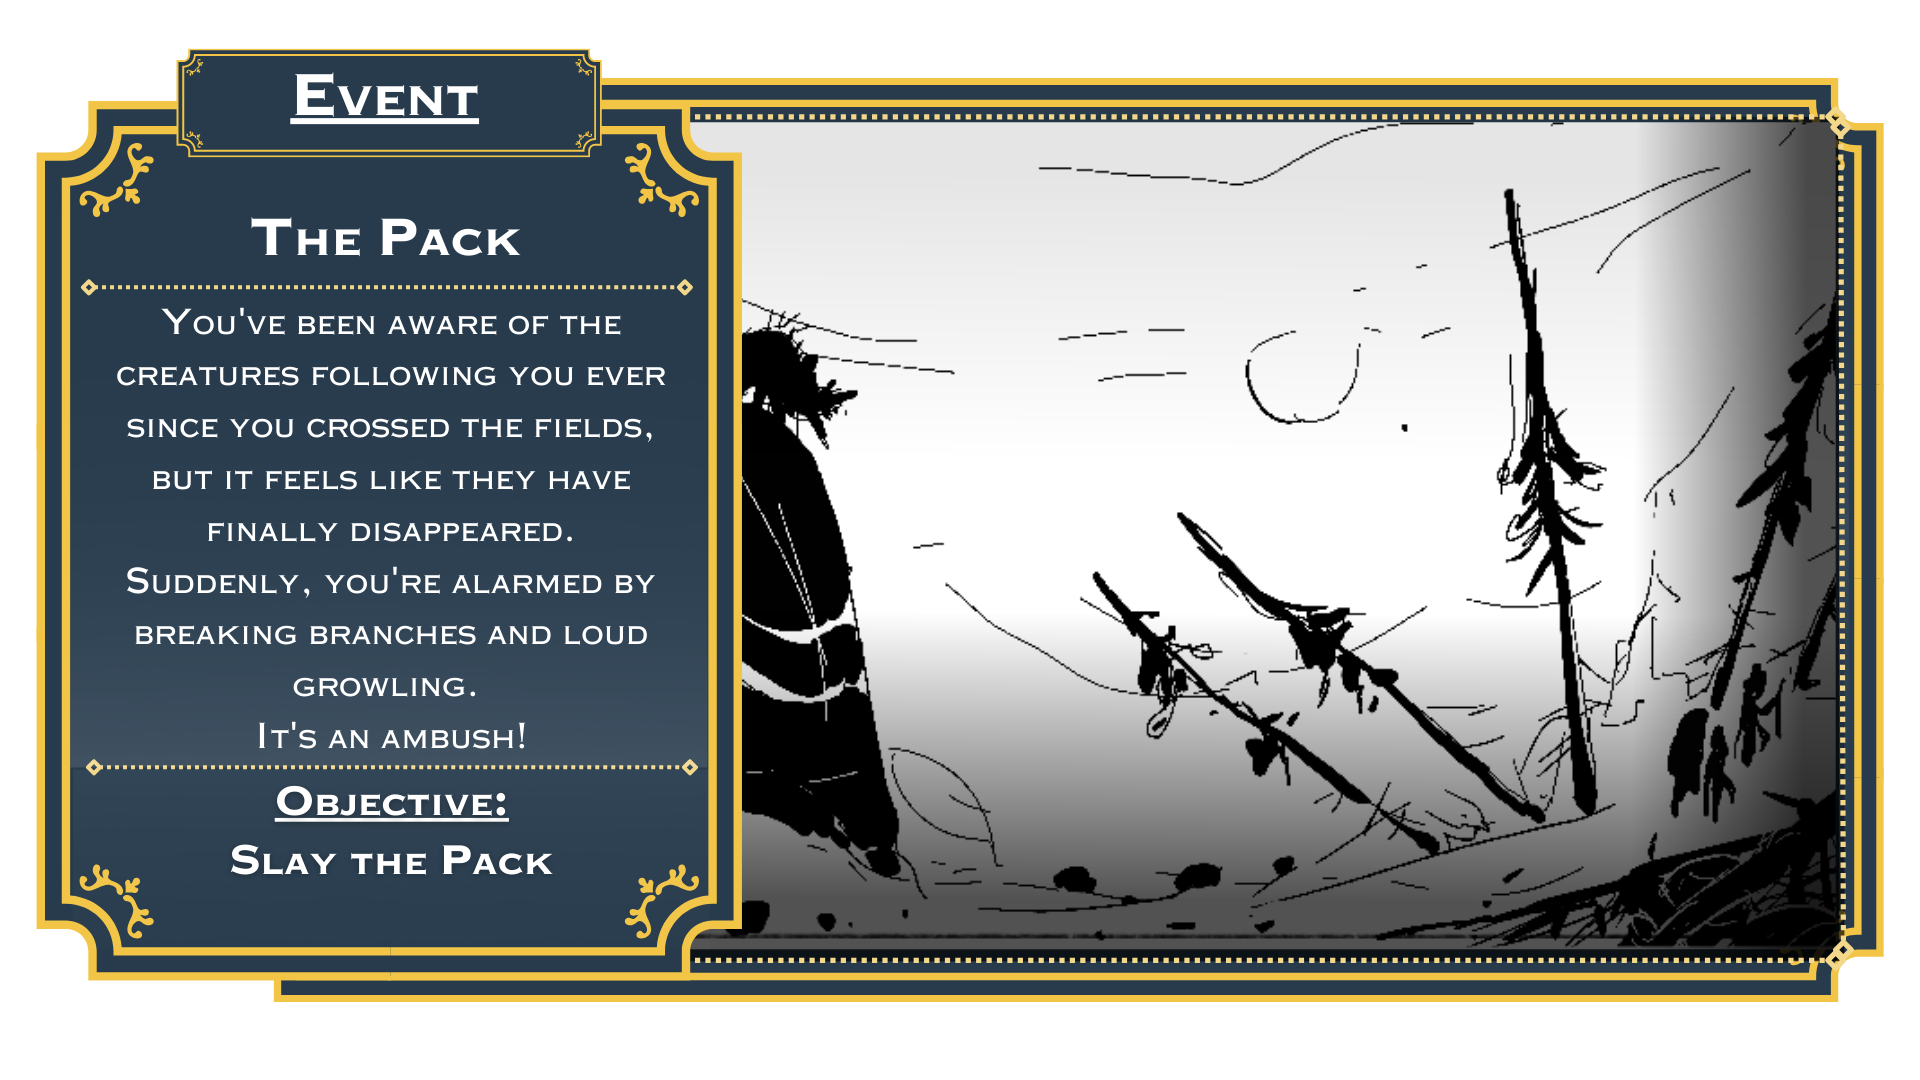 Event
The Pack
You've been aware of the
creatures following you ever
since you crossed the fields,
but it feels like they have
finally disappeared.
Suddenly, you're alarmed by
breaking branches and loud
growling.
It's an ambush!
Objective:
Slay the Pack